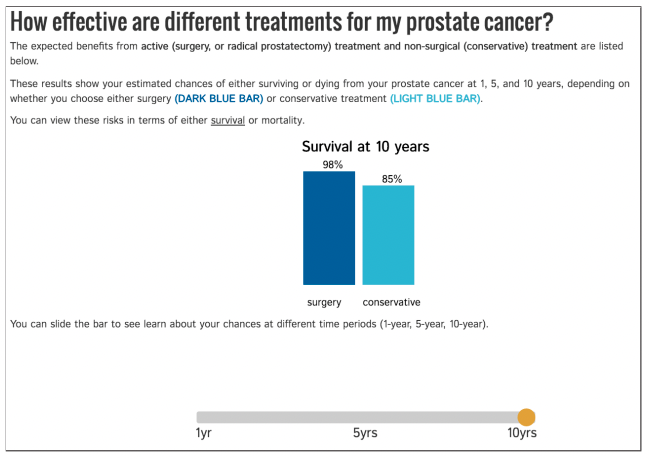 How effective are different treatments for my prostate cancer?
The expected benefits from active (surgery, or radical prostatectomy) treatment and non-surgical (conservative) treatment are listed
below.
These results show your estimated chances of either surviving or dying from your prostate cancer at 1, 5, and 10 years, depending on
whether you choose either surgery (DARK BLUE BAR) or conservative treatment (LIGHT BLUE BAR).
You can view these risks in terms of either survival or mortality.
Survival at 10 years
98%
85%
surgery conservative
You can slide the bar to see learn about your chances at different time periods (1-year, 5-year, 10-year).
1yr 5yrs 10yrs